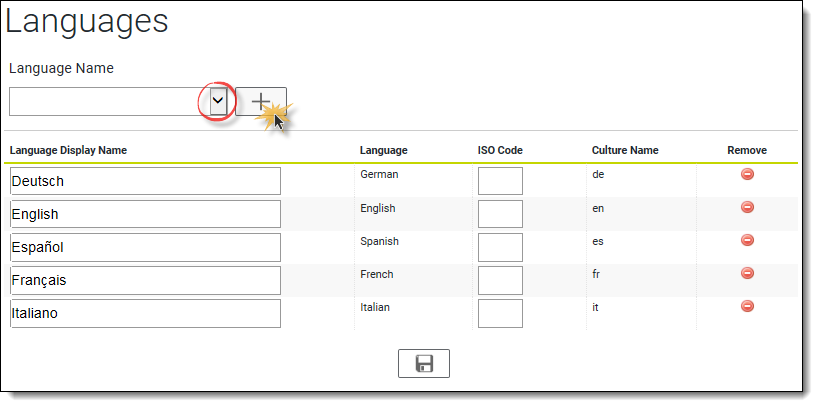 Languages
Language Name
Language Display Name Language ISO Code Culture Name Remove
Deutsch German de
English English en
Español Spanish es
Français French fr
Italiano Italian it